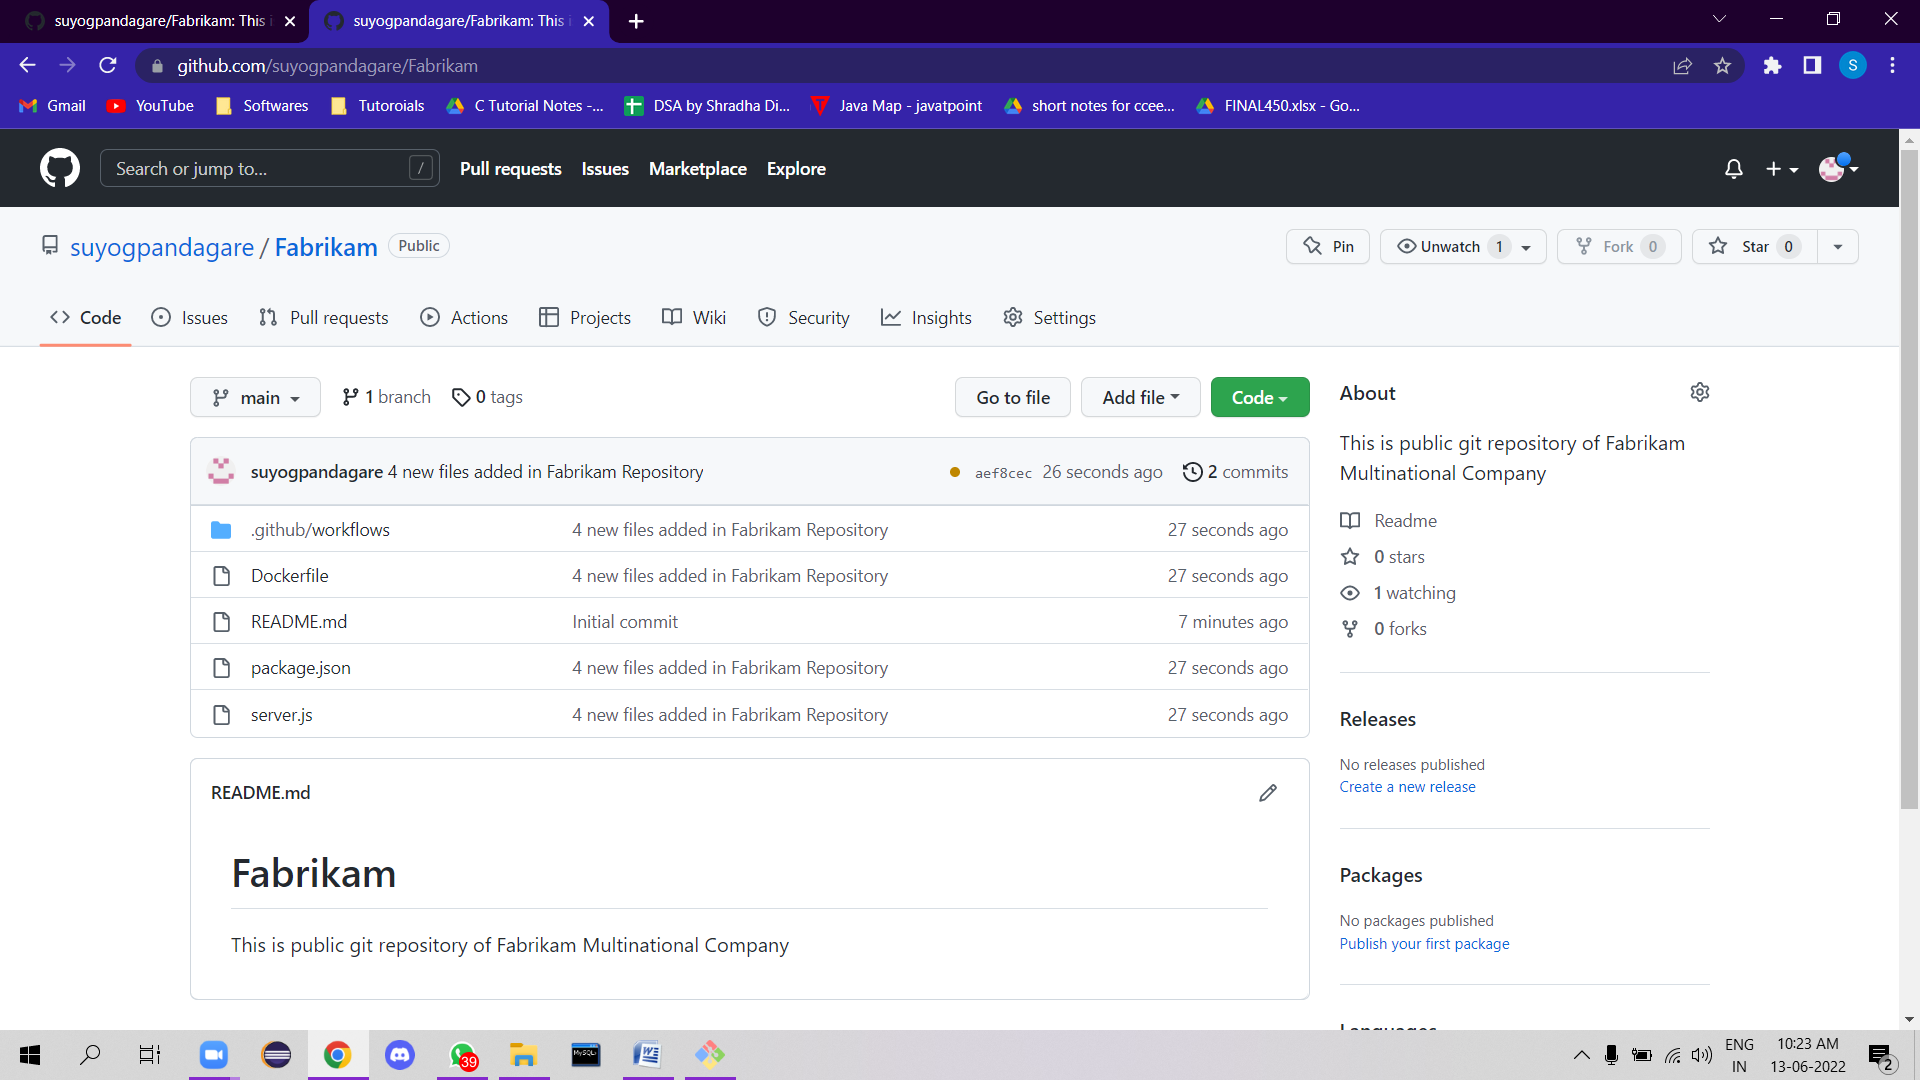 suyogpandagare/Fabrikam: This i
suyogpandagare/Fabrikam: This i
github.com/suyogpandagare/Fabrikam
S
Gmail YouTube Softwares Tutoroials C Tutorial Notes -... DSA by Shradha Di... Java Map - javatpoint short notes for ccee... FINAL450.xlsx - Go...
Search or jump to... / Pull requests Issues Marketplace Explore
suyogpandagare / Fabrikam Public
Pin Unwatch 1 Fork 0 Star 0
Code Issues Pull requests Actions Projects Wiki Security Insights Settings
main 1 branch 0 tags Go to file Add file Code
suyogpandagare 4 new files added in Fabrikam Repository aef8cec 26 seconds ago 2 commits
.github/workflows 4 new files added in Fabrikam Repository 27 seconds ago
Dockerfile 4 new files added in Fabrikam Repository 27 seconds ago
README.md Initial commit 7 minutes ago
package.json 4 new files added in Fabrikam Repository 27 seconds ago
server.js 4 new files added in Fabrikam Repository 27 seconds ago
README.md
Fabrikam
This is public git repository of Fabrikam Multinational Company
About
This is public git repository of Fabrikam
Multinational Company
Readme
0 stars
1 watching
0 forks
Releases
No releases published
Create a new release
Packages
No packages published
Publish your first package
Languages
39
MySQL
ENG
IN
10:23 AM
13-06-2022
2